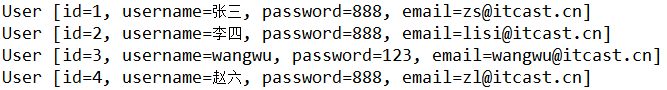 User [id=1, username=张三, password=888, email=zs@itcast.cn]
User [id=2, username=李四, password=888, email=lisi@itcast.cn]
User [id=3, username=wangwu, password=123, email=wangwu@itcast.cn]
User [id=4, username=赵六, password=888, email=zl@itcast.cn]